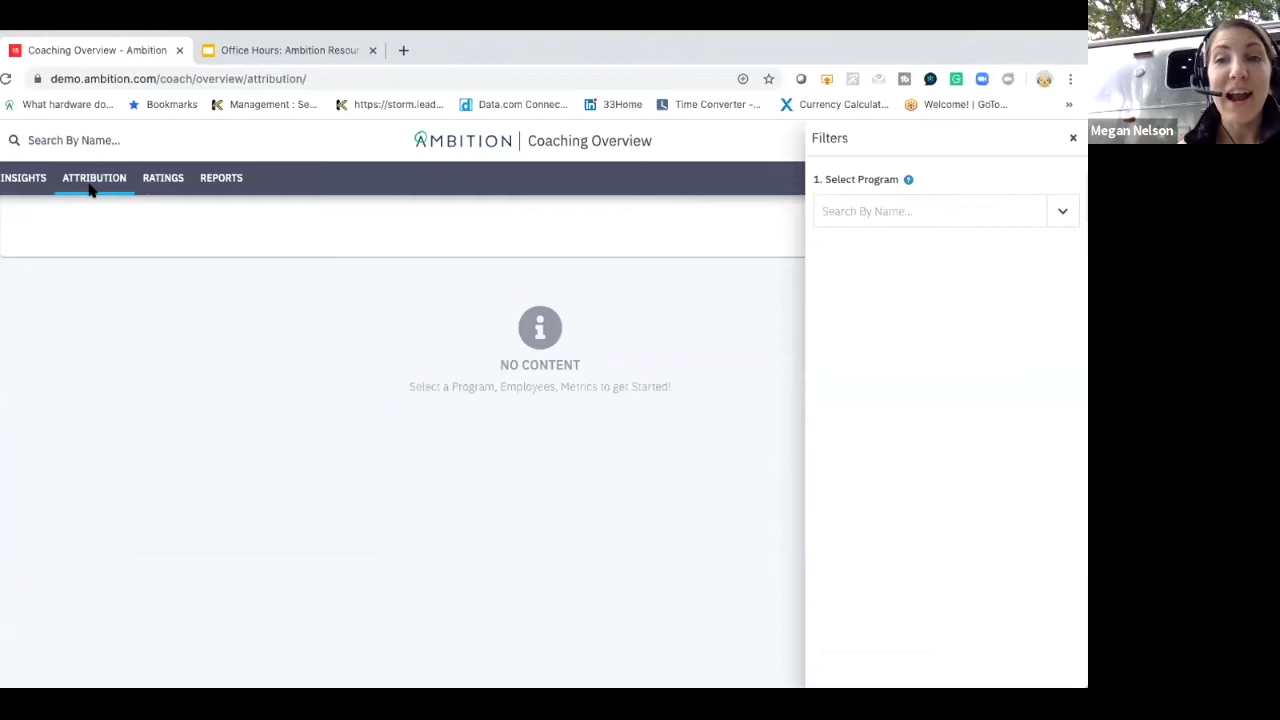 Coaching Overview - Ambition
Office Hours: Ambition Resou
demo.ambition.com/coach/overview/attribution/
What hardware do...
Bookmarks
Management : Se...
https://storm.lead...
Data.com Connec...
33Home
Time Converter -...
Currency Calculat...
Welcome! | GoTo...
»
Search By Name...
AMBITION | Coaching Overview
Filters
INSIGHTS
ATTRIBUTION
RATINGS
REPORTS
1. Select Program
Search By Name...
NO CONTENT
Select a Program, Employees, Metrics to get Started!
Megan Nelson